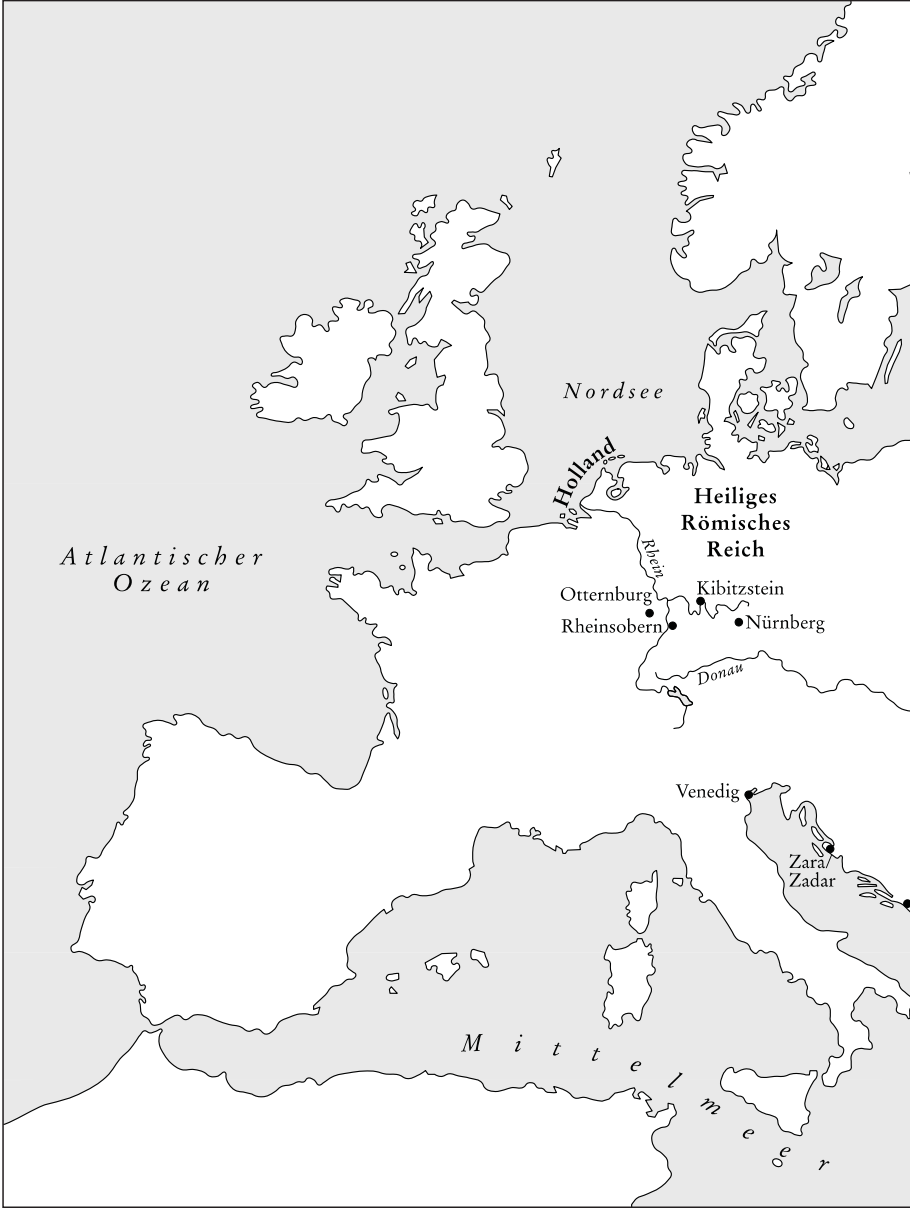 Nordsee
Holland
Heiliges
Römisches
Reich
Atlantischer
Ozean
Rhein
Otternburg
Kibitzstein
Rheinsobern
Nürnberg
Donau
Venedig
Zara/
Zadar
Mittelmeer